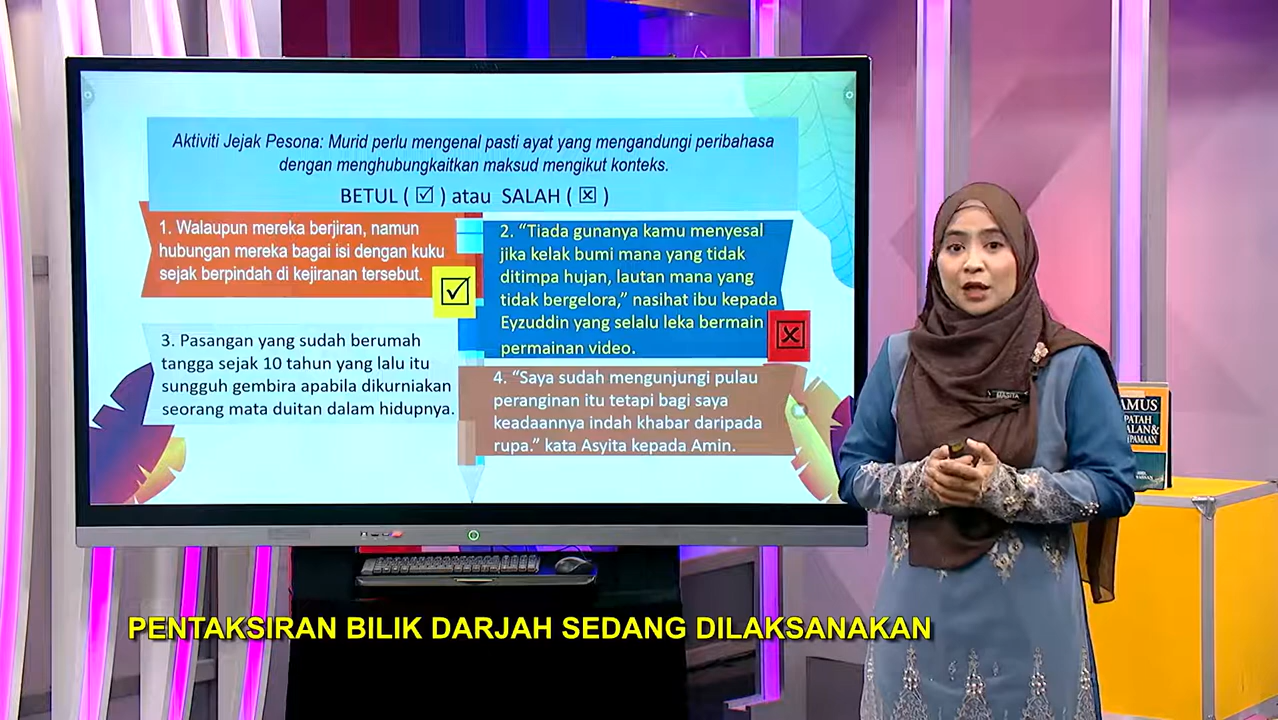 Aktiviti Jejak Pesona: Murid perlu mengenal pasti ayat yang mengandungi peribahasa
dengan menghubungkaitkan maksud mengikut konteks.
BETUL ( ☑ ) atau SALAH ( ☒ )
1. Walaupun mereka berjiran, namun
hubungan mereka bagai isi dengan kuku
sejak berpindah di kejiranan tersebut.
2. “Tiada gunanya kamu menyesal
jika kelak bumi mana yang tidak
ditimpa hujan, lautan mana yang
tidak bergelora,” nasihat ibu kepada
Eyzuddin yang selalu leka bermain
permainan video.
3. Pasangan yang sudah berumah
tangga sejak 10 tahun yang lalu itu
sungguh gembira apabila dikurniakan
seorang mata duitan dalam hidupnya.
4. “Saya sudah mengunjungi pulau
peranginan itu tetapi bagi saya
keadaannya indah khabar daripada
rupa.” kata Asyita kepada Amin.
AMUS
PATAH
ALAN &
PAMAAN
PENTAKSIRAN BILIK DARJAH SEDANG DILAKSANAKAN